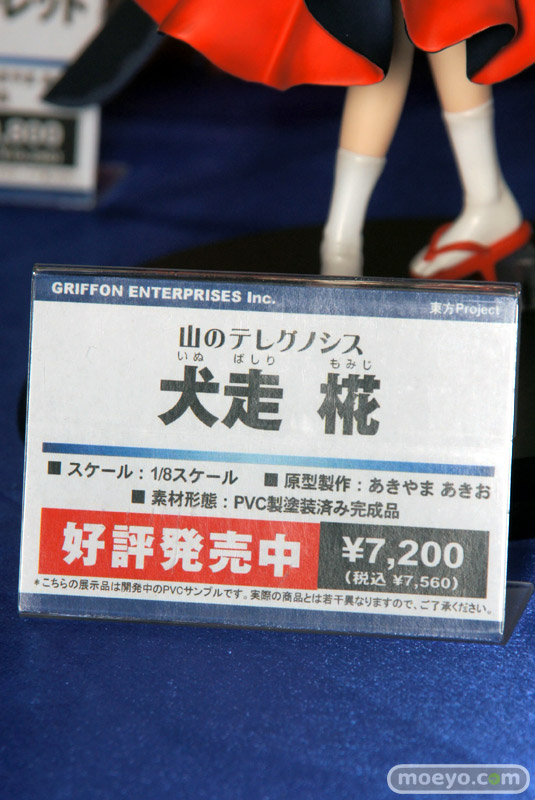 レット
GRIFFON ENTERPRISES Inc.
東方Project
山のテレグノシス
いぬ ばしり もみじ
犬走 椛
■ スケール：1/8スケール ■ 原型製作：あきやま あきお
■ 素材形態：PVC製塗装済み完成品
好評発売中
¥7,200
(税込 ¥7,560)
*こちらの展示品は開発中のPVCサンプルです。実際の商品とは若干異なりますので、ご了承ください。
moeyo.com